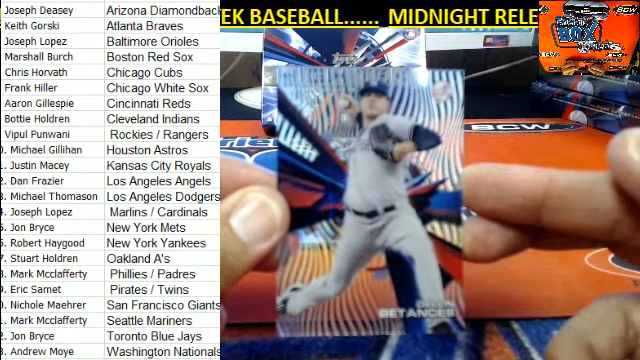 EK BASEBALL...... MIDNIGHT RELE
Joseph Deasey Arizona Diamondback
Keith Gorski Atlanta Braves
Joseph Lopez Baltimore Orioles
Marshall Burch Boston Red Sox
Chris Horvath Chicago Cubs
Frank Hiller Chicago White Sox
Aaron Gillespie Cincinnati Reds
Bottie Holdren Cleveland Indians
Vipul Punwani Rockies / Rangers
Michael Gillihan Houston Astros
Justin Macey Kansas City Royals
Dan Frazier Los Angeles Angels
Michael Thomason Los Angeles Dodgers
Joseph Lopez Marlins / Cardinals
Jon Bryce New York Mets
Robert Haygood New York Yankees
Stuart Holdren Oakland A's
Mark Mcclafferty Phillies / Padres
Eric Samet Pirates / Twins
Nichole Maehrer San Francisco Giants
Mark Mcclafferty Seattle Mariners
Jon Bryce Toronto Blue Jays
Andrew Moye Washington Nationals
BCW
BCW
BOX
DELLIN
BETANCES